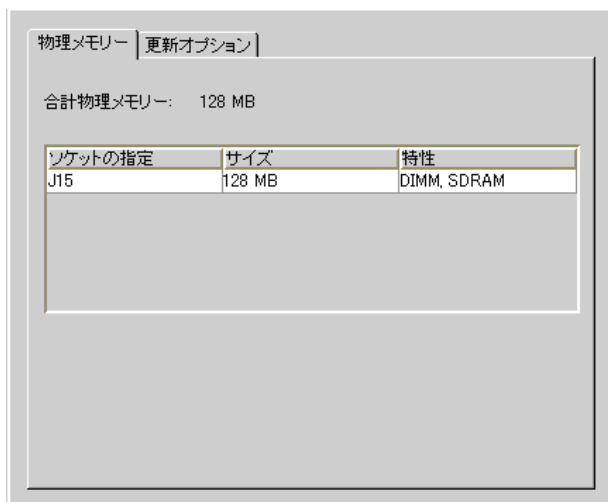 物理メモリー 更新オプション
合計物理メモリー: 128 MB
ソケットの指定 サイズ 特性
J15 128 MB DIMM, SDRAM